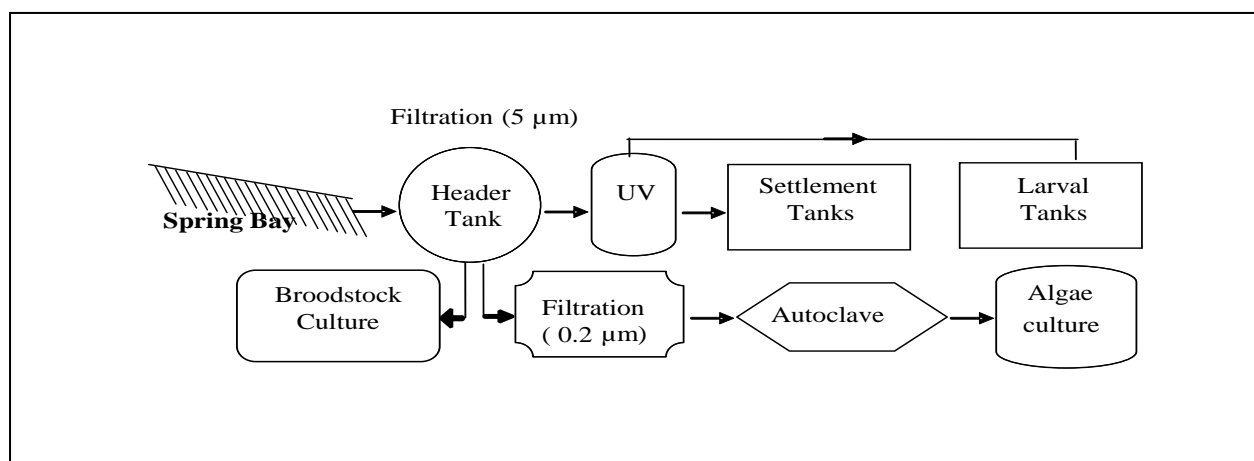 Filtration (5 µm)
Spring Bay
Header
Tank
UV
Settlement
Tanks
Larval
Tanks
Broodstock
Culture
Filtration
( 0.2 µm)
Autoclave
Algae
culture